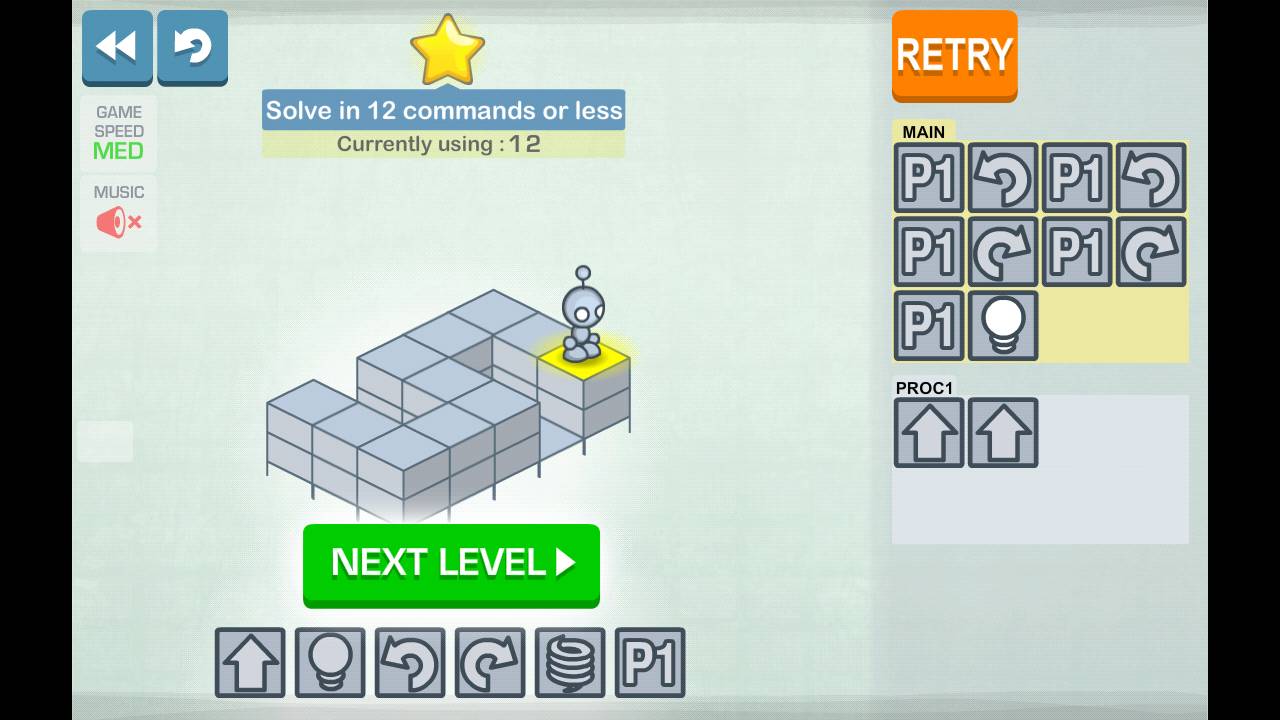 Solve in 12 commands or less
Currently using : 12
GAME
SPEED
MED
MUSIC
RETRY
MAIN
P1 P1
P1 P1
P1
PROC1
NEXT LEVEL
P1